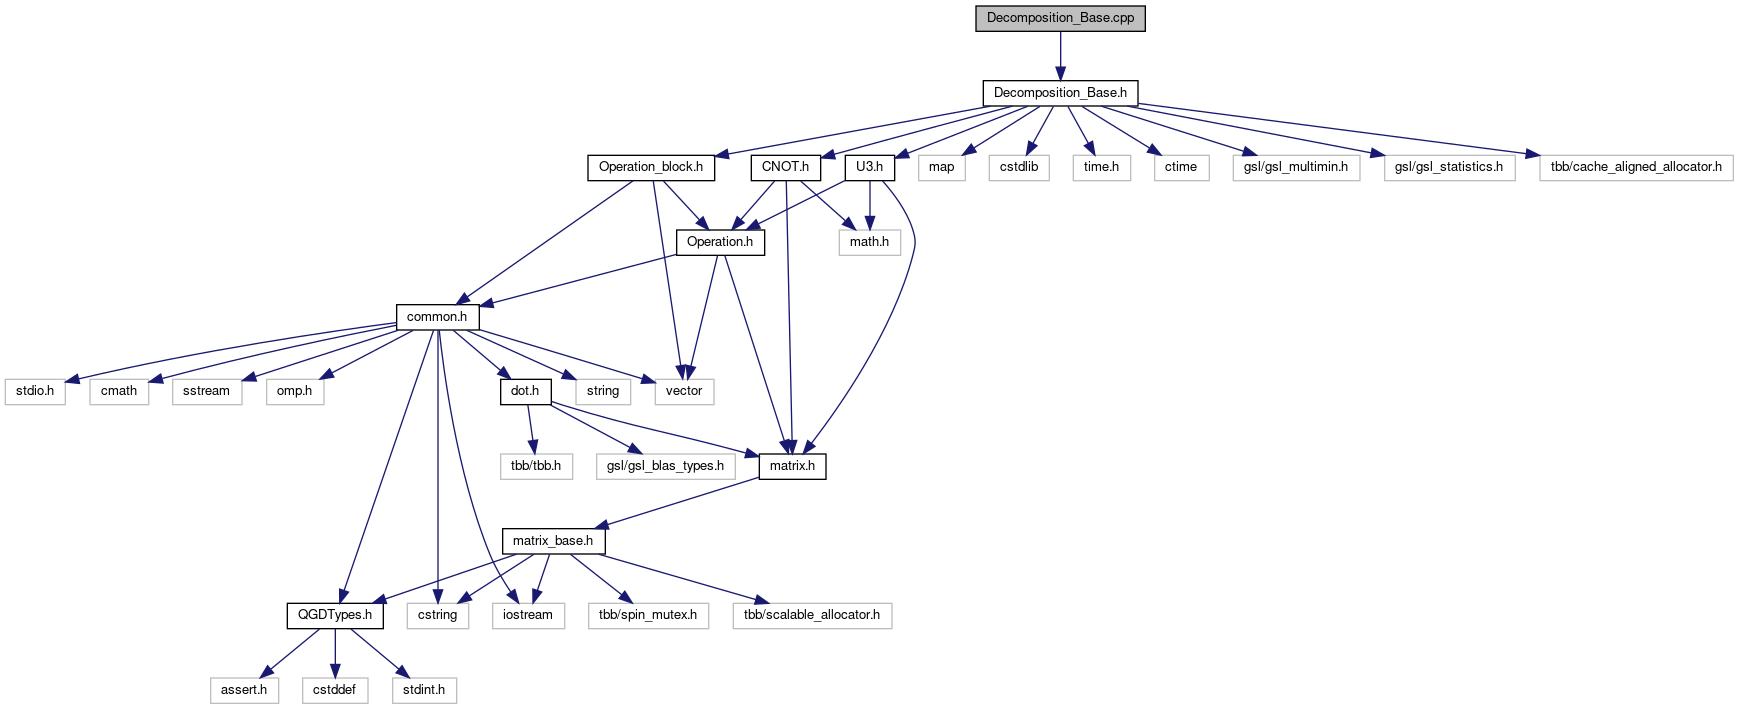 Decomposition_Base.cpp
Decomposition_Base.h
Operation_block.h
CNOT.h
U3.h
map
cstdlib
time.h
ctime
gsl/gsl_multimin.h
gsl/gsl_statistics.h
tbb/cache_aligned_allocator.h
Operation.h
math.h
common.h
stdio.h
cmath
sstream
omp.h
dot.h
string
vector
tbb/tbb.h
gsl/gsl_blas_types.h
matrix.h
matrix_base.h
QGDTypes.h
cstring
iostream
tbb/spin_mutex.h
tbb/scalable_allocator.h
assert.h
cstddef
stdint.h